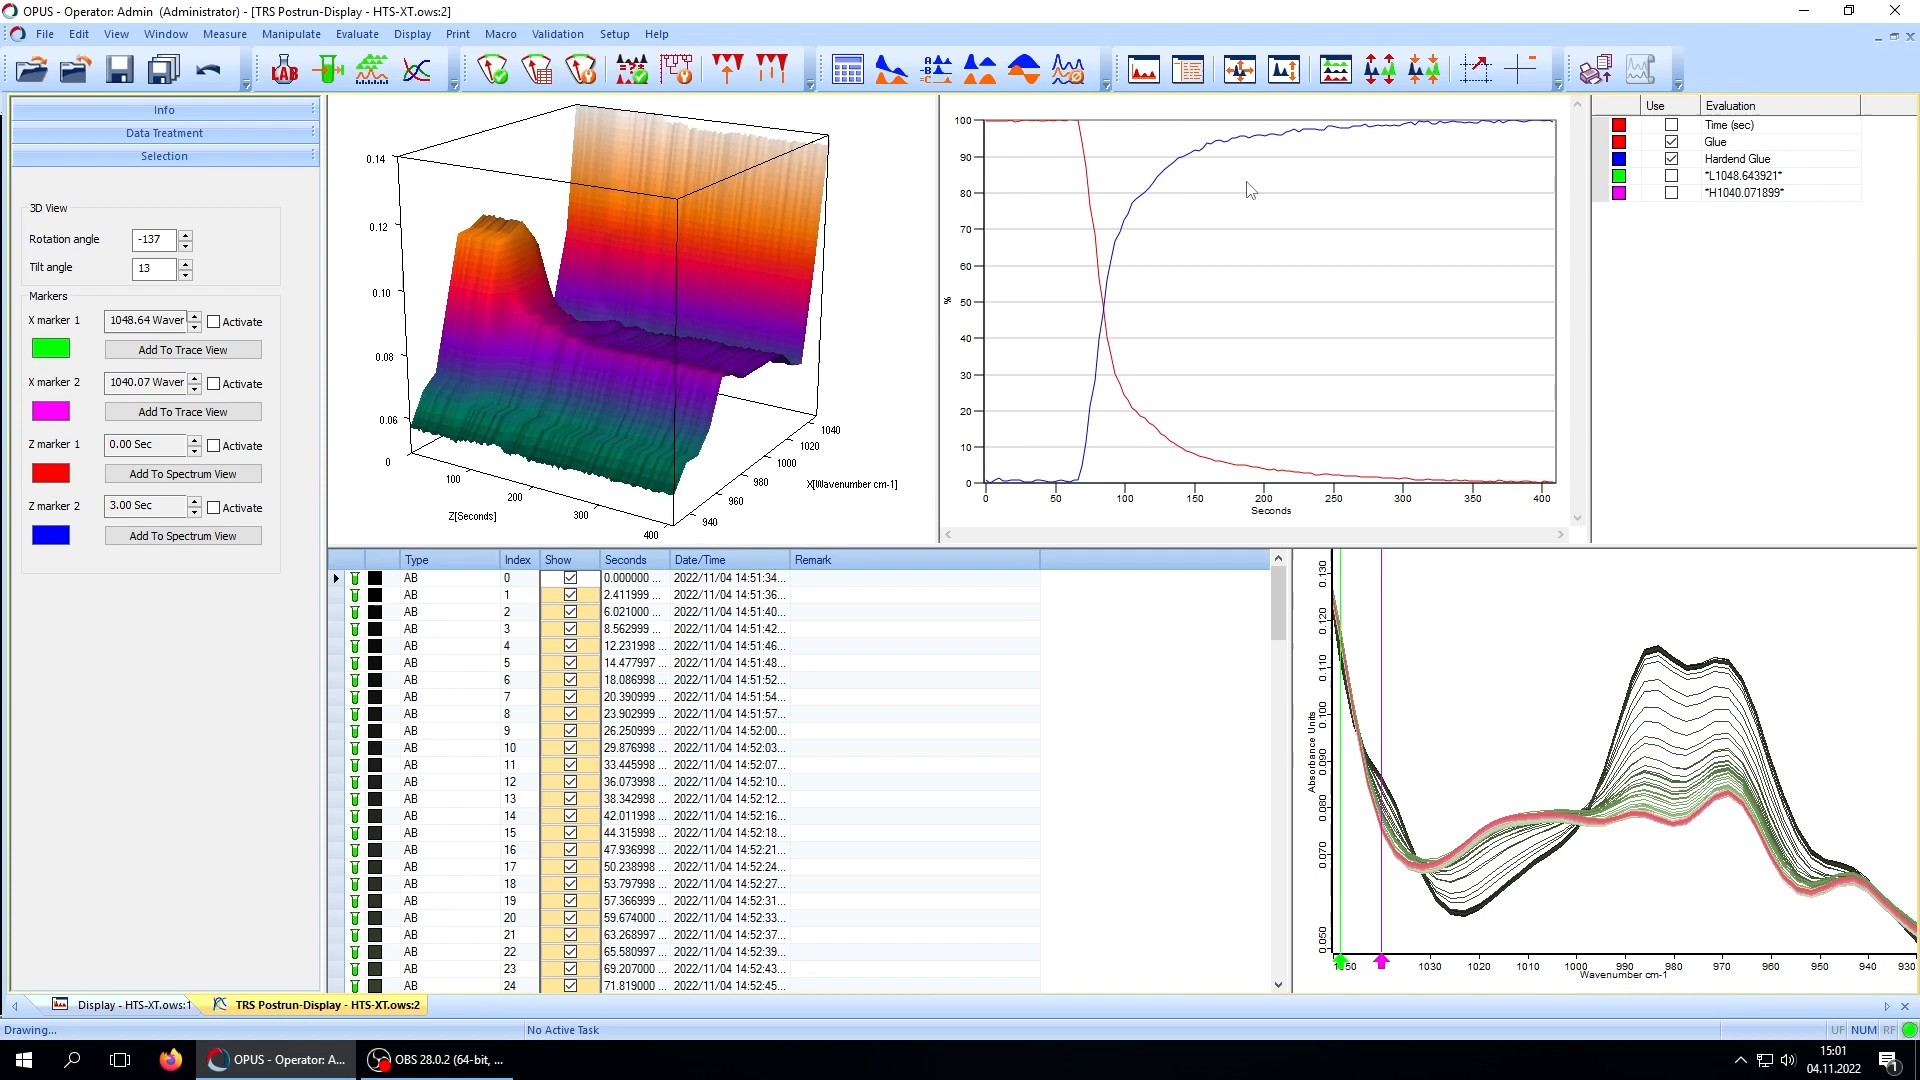 OPUS - Operator: Admin  (Administrator) - [TRS Postrun-Display - HTS-XT.ows:2]
File Edit View Window Measure Manipulate Evaluate Display Print Macro Validation Setup Help
LAB
Info
Data Treatment
Selection
3D View
Rotation angle -137
Tilt angle 13
Markers
X marker 1 1048.64 Waver Activate
Add To Trace View
X marker 2 1040.07 Waver Activate
Add To Trace View
Z marker 1 0.00 Sec Activate
Add To Spectrum View
Z marker 2 3.00 Sec Activate
Add To Spectrum View
0.14
0.12
0.10
0.08
0.06
0
100
200
300
400
Z[Seconds]
940
960
980
1000
1020
1040
X[Wavenumber cm-1]
100
90
80
70
60
50
40
30
20
10
0
%
0 50 100 150 200 250 300 350 400
Seconds
Use Evaluation
Time (sec)
Glue
Hardend Glue
*L1048.643921*
*H1040.071899*
Type Index Show Seconds Date/Time Remark
AB 0 0.000000 ... 2022/11/04 14:51:34...
AB 1 2.411999 ... 2022/11/04 14:51:36...
AB 2 6.021000 ... 2022/11/04 14:51:40...
AB 3 8.562999 ... 2022/11/04 14:51:42...
AB 4 12.231998 ... 2022/11/04 14:51:46...
AB 5 14.477997 ... 2022/11/04 14:51:48...
AB 6 18.086998 ... 2022/11/04 14:51:52...
AB 7 20.390999 ... 2022/11/04 14:51:54...
AB 8 23.902999 ... 2022/11/04 14:51:57...
AB 9 26.250999 ... 2022/11/04 14:52:00...
AB 10 29.876998 ... 2022/11/04 14:52:03...
AB 11 33.445998 ... 2022/11/04 14:52:07...
AB 12 36.073998 ... 2022/11/04 14:52:10...
AB 13 38.342998 ... 2022/11/04 14:52:12...
AB 14 42.011998 ... 2022/11/04 14:52:16...
AB 15 44.315998 ... 2022/11/04 14:52:18...
AB 16 47.936998 ... 2022/11/04 14:52:21...
AB 17 50.238998 ... 2022/11/04 14:52:24...
AB 18 53.797998 ... 2022/11/04 14:52:27...
AB 19 57.366999 ... 2022/11/04 14:52:31...
AB 20 59.674000 ... 2022/11/04 14:52:33...
AB 21 63.268997 ... 2022/11/04 14:52:37...
AB 22 65.580997 ... 2022/11/04 14:52:39...
AB 23 69.207000 ... 2022/11/04 14:52:43...
AB 24 71.819000 ... 2022/11/04 14:52:45...
0.130
0.120
0.110
0.100
0.090
0.080
0.070
0.050
Absorbance Units
1030 1020 1010 1000 990 980 970 960 950 940 930
Wavenumber cm-1
Display - HTS-XT.ows:1 TRS Postrun-Display - HTS-XT.ows:2
Drawing... No Active Task UF NUM RF
OPUS - Operator: A... OBS 28.0.2 (64-bit, ...
15:01
04.11.2022
1